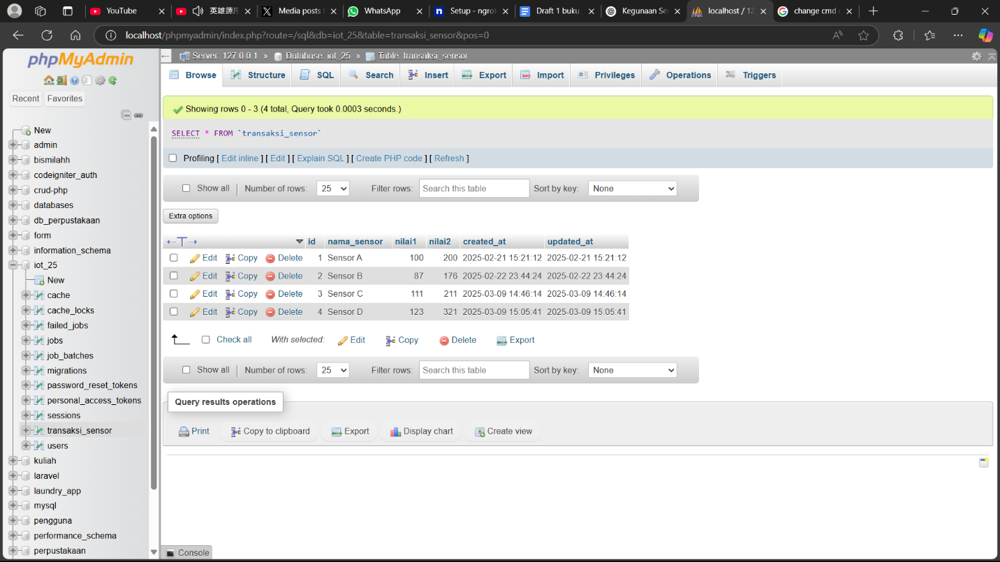 YouTube
Media posts
WhatsApp
Setup - ngro
Draft 1 buku
Kegunaan Se
localhost / 12
change cmd
localhost/phpmyadmin/index.php?route=/sql&db=iot_25&table=transaksi_sensor&pos=0
phpMyAdmin
Recent Favorites
New
admin
bismilahh
codeigniter_auth
crud-php
databases
db_perpustakaan
form
information_schema
iot_25
New
cache
cache_locks
failed_jobs
jobs
job_batches
migrations
password_reset_tokens
personal_access_tokens
sessions
transaksi_sensor
users
kuliah
laravel
laundry_app
mysql
pengguna
performance_schema
perpustakaan
Server: 127.0.0.1 » Database: iot_25 » Table: transaksi_sensor
Browse Structure SQL Search Insert Export Import Privileges Operations Triggers
Showing rows 0 - 3 (4 total, Query took 0.0003 seconds.)
SELECT * FROM `transaksi_sensor`
Profiling [ Edit inline ] [ Edit ] [ Explain SQL ] [ Create PHP code ] [ Refresh ]
Show all Number of rows: 25 Filter rows: Search this table Sort by key: None
Extra options
←T→ id nama_sensor nilai1 nilai2 created_at updated_at
Edit Copy Delete 1 Sensor A 100 200 2025-02-21 15:21:12 2025-02-21 15:21:12
Edit Copy Delete 2 Sensor B 87 176 2025-02-22 23:44:24 2025-02-22 23:44:24
Edit Copy Delete 3 Sensor C 111 211 2025-03-09 14:46:14 2025-03-09 14:46:14
Edit Copy Delete 4 Sensor D 123 321 2025-03-09 15:05:41 2025-03-09 15:05:41
Check all With selected: Edit Copy Delete Export
Show all Number of rows: 25 Filter rows: Search this table Sort by key: None
Query results operations
Print Copy to clipboard Export Display chart Create view
Console